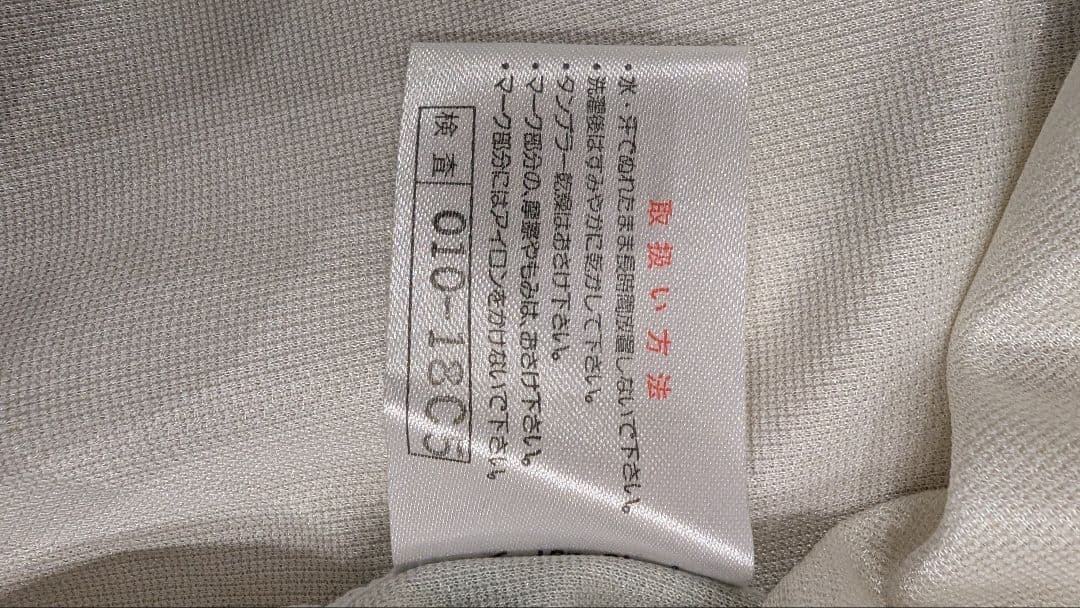 取扱い方法
・水・汗でぬれたまま長時間放置しないで下さい。
・洗濯後はすみやかに乾かして下さい。
・タンブラー乾燥はおさけ下さい。
・マーク部分の、摩擦やもみは、おさけ下さい。
・マーク部分にはアイロンをかけないで下さい。
検査 010-18C5